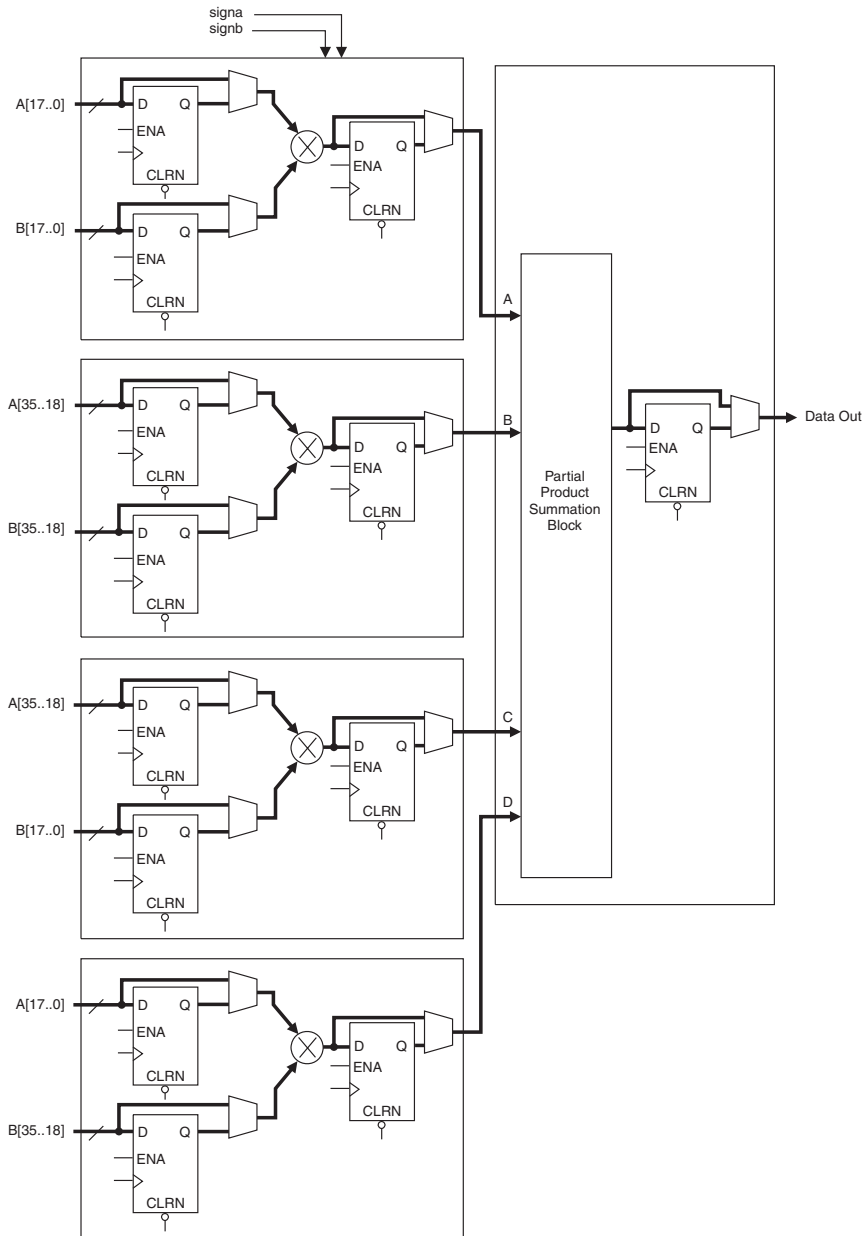 signa
signb
A[17..0]
D Q
ENA
CLRN
B[17..0]
D Q
ENA
CLRN
D
Q
ENA
CLRN
A
A[35..18]
D Q
ENA
CLRN
B[35..18]
D Q
ENA
CLRN
D
Q
ENA
CLRN
B
A[35..18]
D Q
ENA
CLRN
B[17..0]
D Q
ENA
CLRN
D
Q
ENA
CLRN
C
A[17..0]
D Q
ENA
CLRN
B[35..18]
D Q
ENA
CLRN
D
Q
ENA
CLRN
D
Partial
Product
Summation
Block
D Q
ENA
CLRN
Data Out